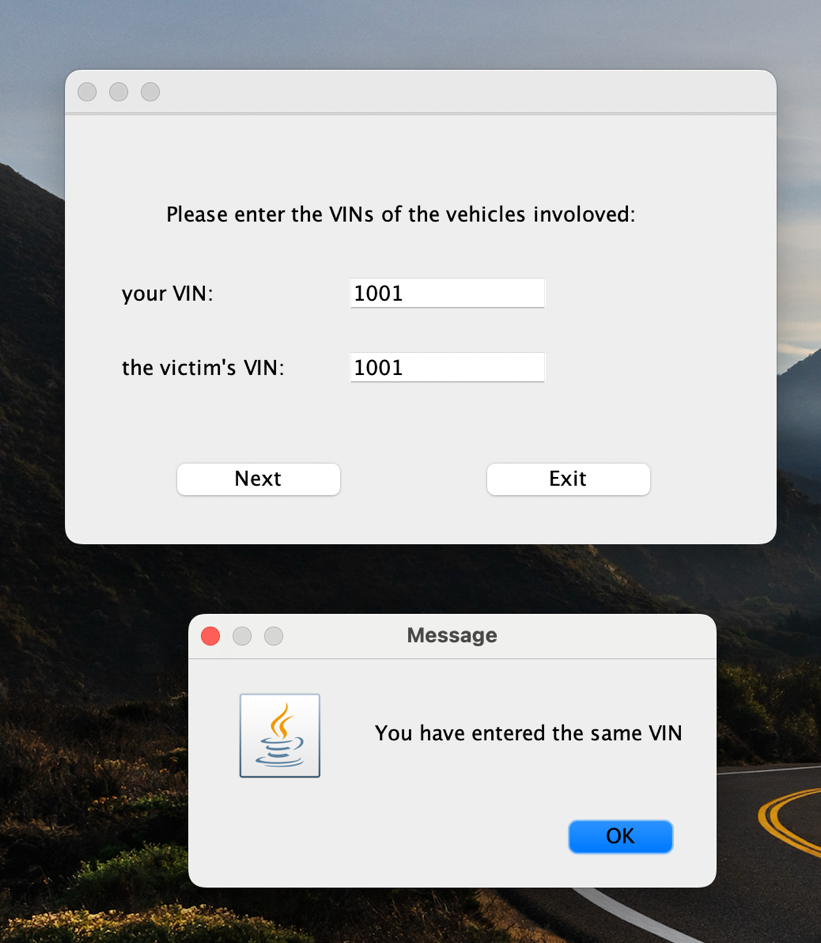 Please enter the VINs of the vehicles involoved:
your VIN:
1001
the victim's VIN:
1001
Next
Exit
Message
You have entered the same VIN
OK